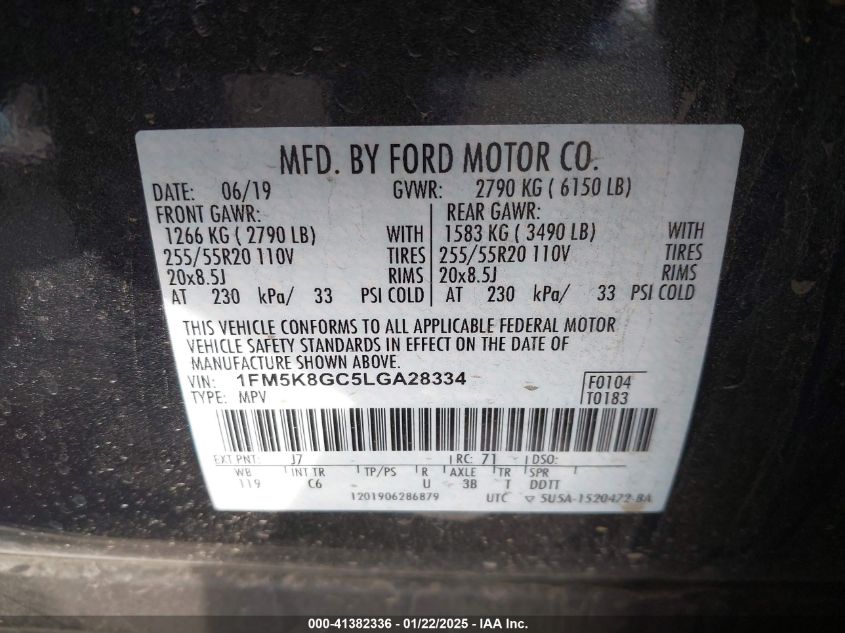 MFD. BY FORD MOTOR CO.
DATE: 06/19 GVWR: 2790 KG ( 6150 LB)
FRONT GAWR: REAR GAWR:
1266 KG ( 2790 LB) WITH 1583 KG ( 3490 LB) WITH
255/55R20 110V TIRES 255/55R20 110V TIRES
20x8.5J RIMS 20x8.5J RIMS
AT 230 kPa/ 33 PSI COLD AT 230 kPa/ 33 PSI COLD
THIS VEHICLE CONFORMS TO ALL APPLICABLE FEDERAL MOTOR
VEHICLE SAFETY STANDARDS IN EFFECT ON THE DATE OF
MANUFACTURE SHOWN ABOVE.
VIN: 1FM5K8GC5LGA28334 F0104
TYPE: MPV T0183
EXT PNT: J7 RC: 71 DSO:
WB INT TR TP/PS R AXLE TR SPR
119 C6 U 3B T DDTT
1201906286879 UTC ▽ 5U5A-1520472-BA
000-41382336 - 01/22/2025 - IAA Inc.